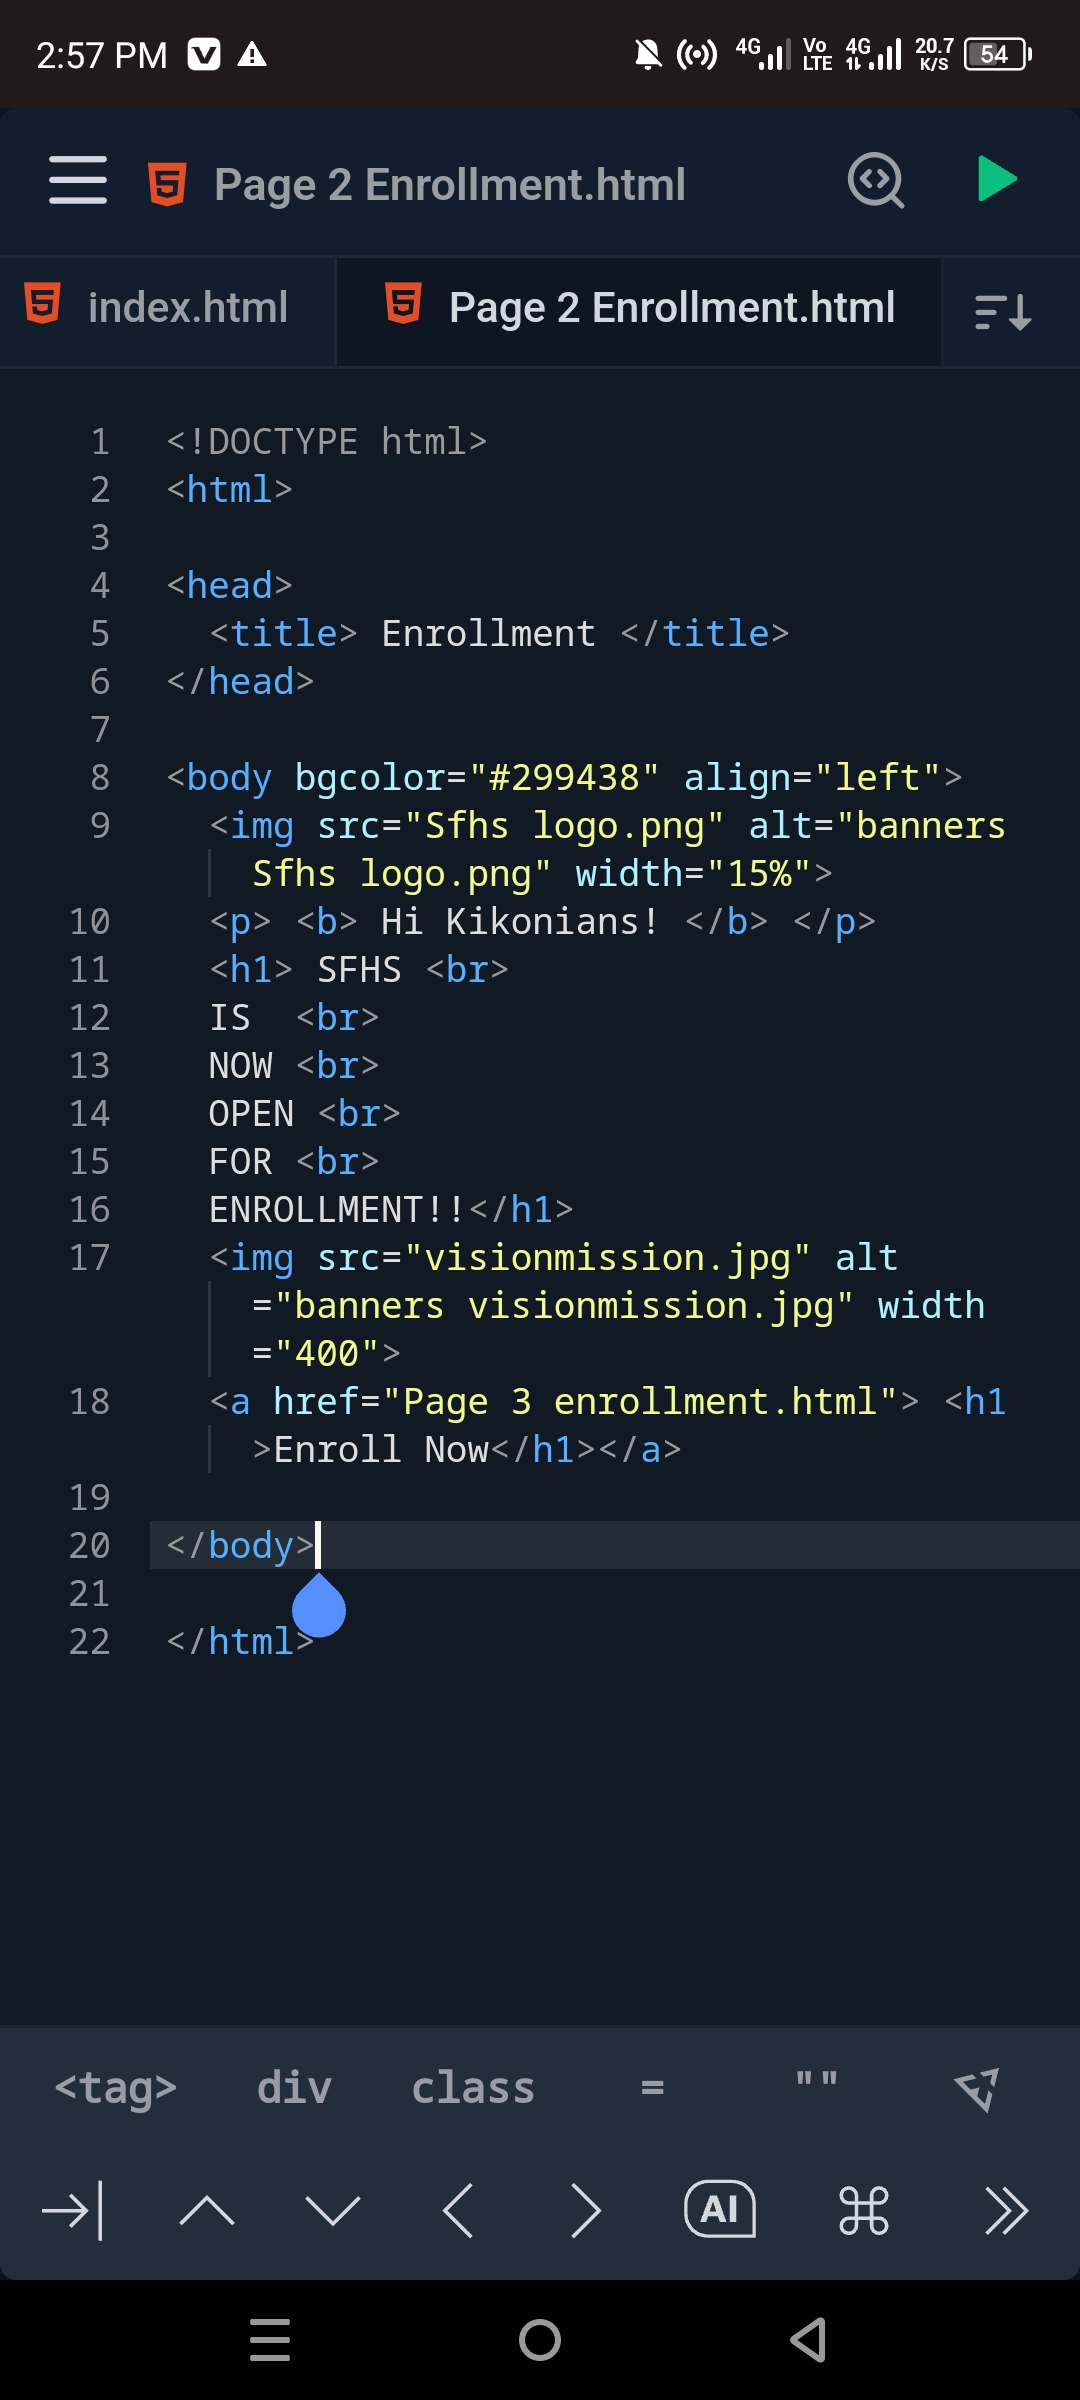 2:57 PM 4G Vo LTE 4G 20.7 K/S 54
Page 2 Enrollment.html
index.html Page 2 Enrollment.html
1 <!DOCTYPE html>
2 <html>
3
4 <head>
5 <title> Enrollment </title>
6 </head>
7
8 <body bgcolor="#299438" align="left">
9 <img src="Sfhs logo.png" alt="banners
Sfhs logo.png" width="15%">
10 <p> <b> Hi Kikonians! </b> </p>
11 <h1> SFHS <br>
12 IS  <br>
13 NOW <br>
14 OPEN <br>
15 FOR <br>
16 ENROLLMENT!!</h1>
17 <img src="visionmission.jpg" alt
="banners visionmission.jpg" width
="400">
18 <a href="Page 3 enrollment.html"> <h1
>Enroll Now</h1></a>
19
20 </body>
21
22 </html>
<tag> div class = ""
AI